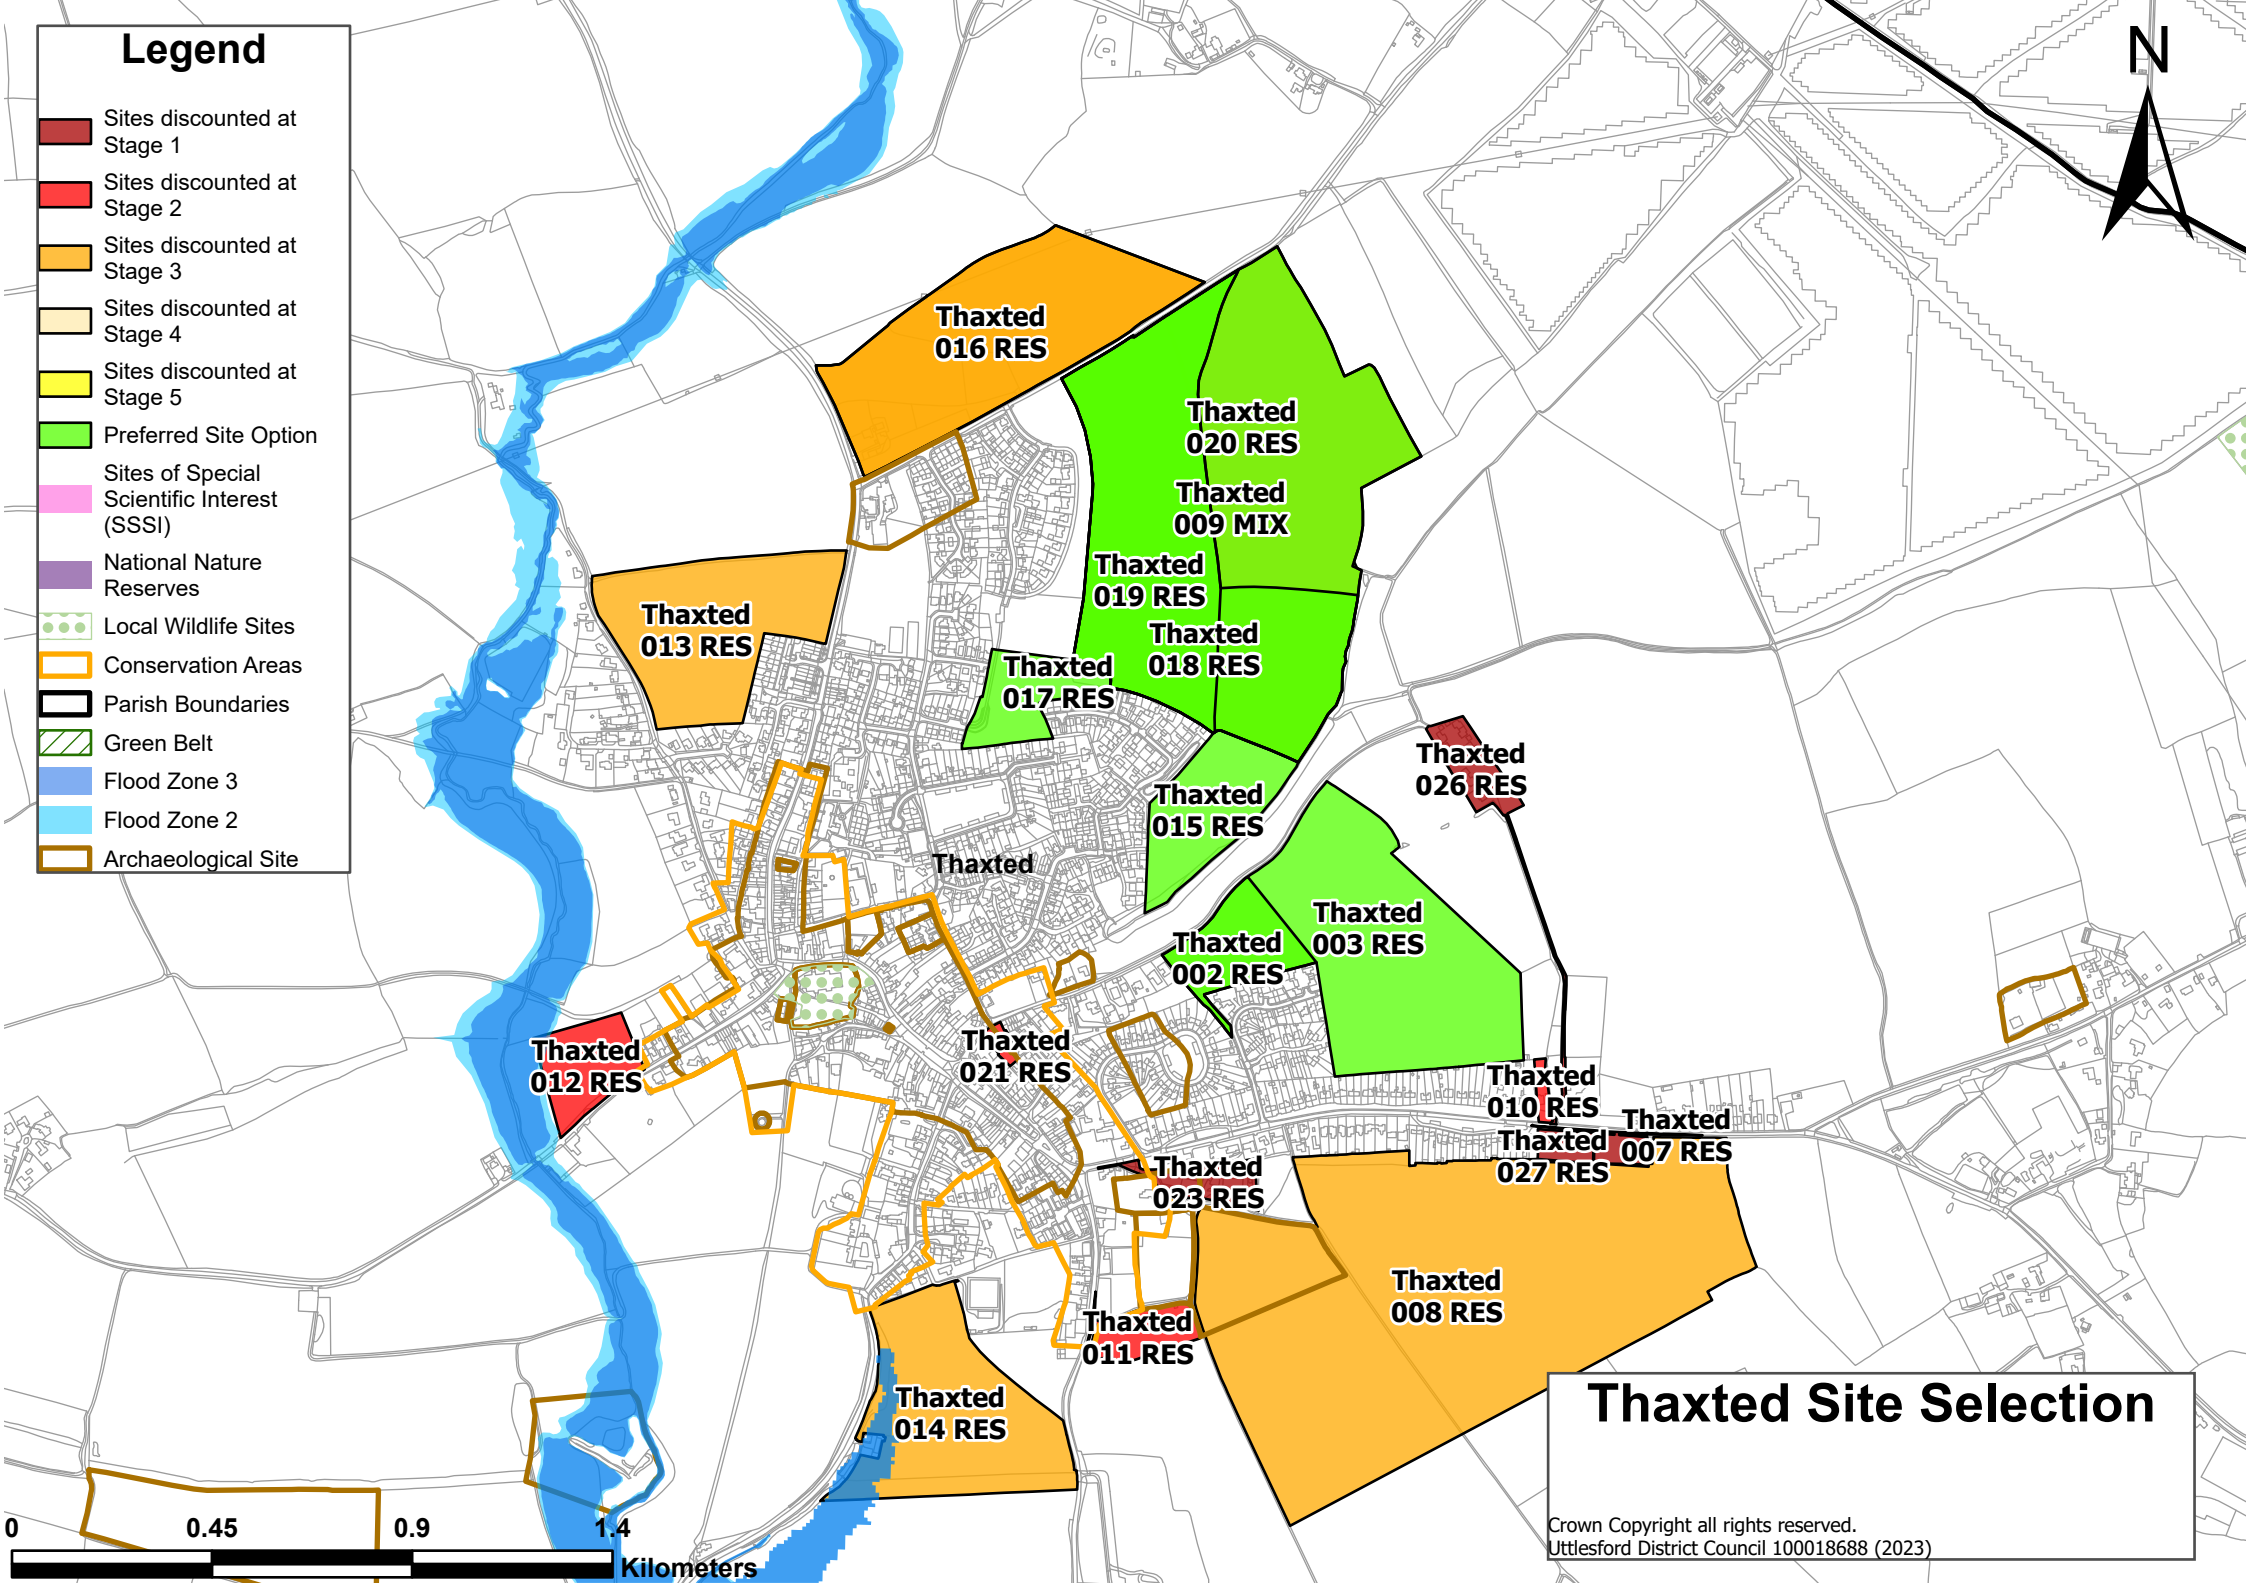 Legend
Sites discounted at
Stage 1
Sites discounted at
Stage 2
Sites discounted at
Stage 3
Sites discounted at
Stage 4
Sites discounted at
Stage 5
Preferred Site Option
Sites of Special
Scientific Interest
(SSSI)
National Nature
Reserves
Local Wildlife Sites
Conservation Areas
Parish Boundaries
Green Belt
Flood Zone 3
Flood Zone 2
Archaeological Site
N
Thaxted
016 RES
Thaxted
020 RES
Thaxted
009 MIX
Thaxted
019 RES
Thaxted
013 RES
Thaxted
018 RES
Thaxted
017 RES
Thaxted
026 RES
Thaxted
015 RES
Thaxted
Thaxted
003 RES
Thaxted
002 RES
Thaxted
012 RES
Thaxted
021 RES
Thaxted
010 RES
Thaxted
007 RES
Thaxted
027 RES
Thaxted
023 RES
Thaxted
008 RES
Thaxted
011 RES
Thaxted
014 RES
Thaxted Site Selection
Crown Copyright all rights reserved.
Uttlesford District Council 100018688 (2023)
0 0.45 0.9 1.4
Kilometers